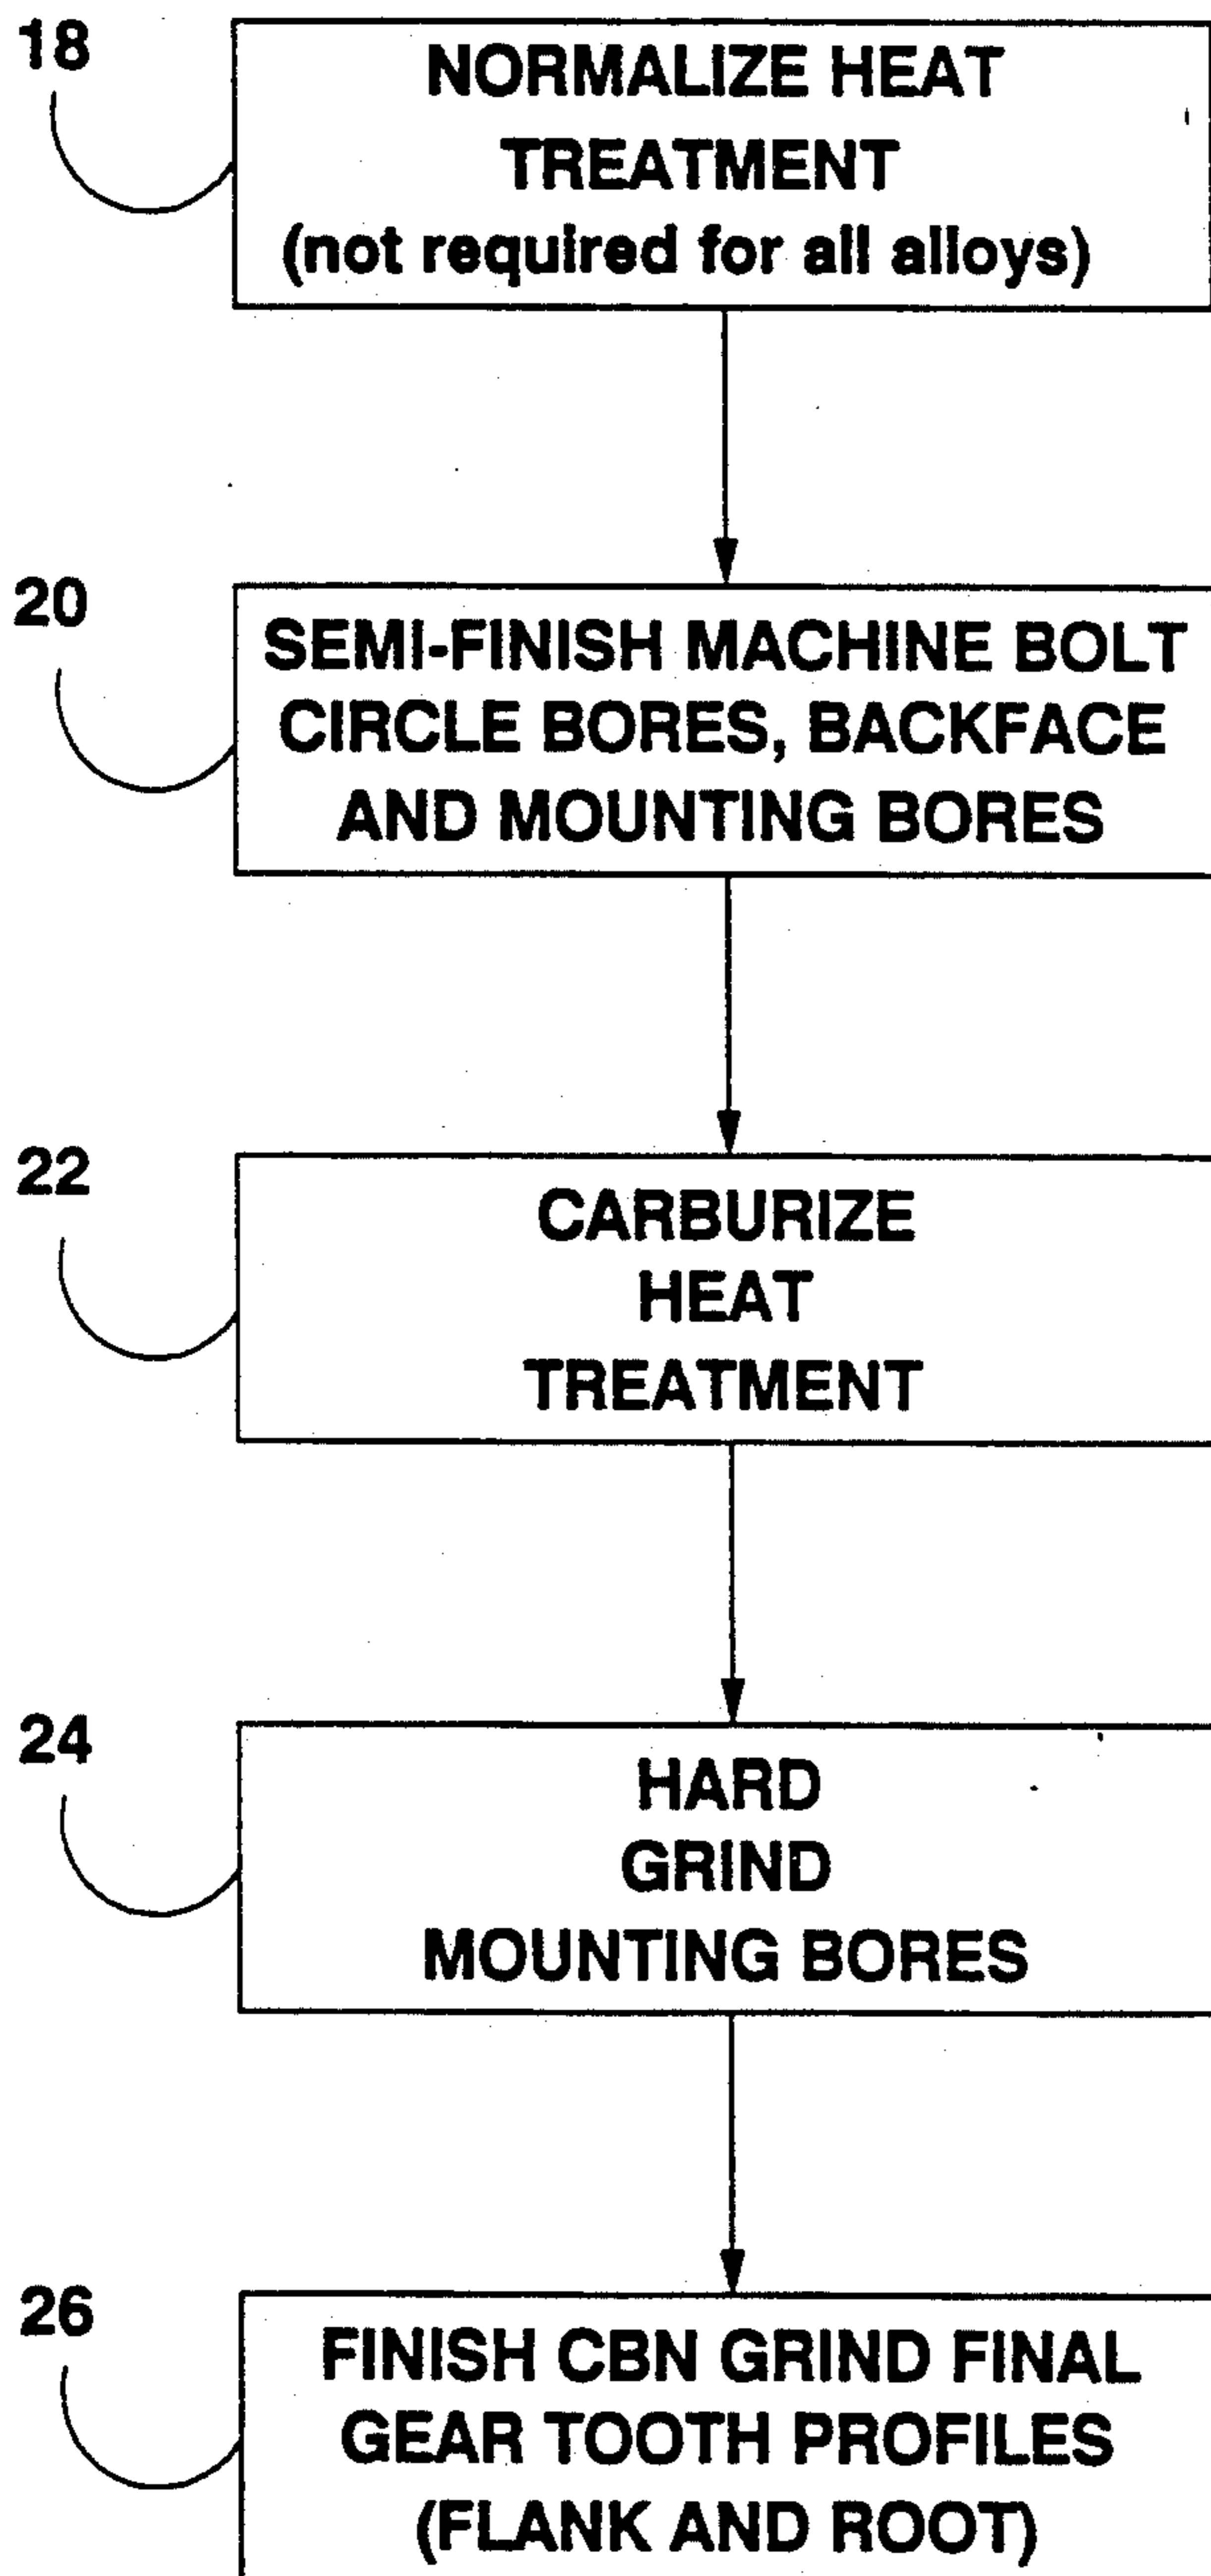 18
NORMALIZE HEAT
TREATMENT
(not required for all alloys)
20
SEMI-FINISH MACHINE BOLT
CIRCLE BORES, BACKFACE
AND MOUNTING BORES
22
CARBURIZE
HEAT
TREATMENT
24
HARD
GRIND
MOUNTING BORES
26
FINISH CBN GRIND FINAL
GEAR TOOTH PROFILES
(FLANK AND ROOT)